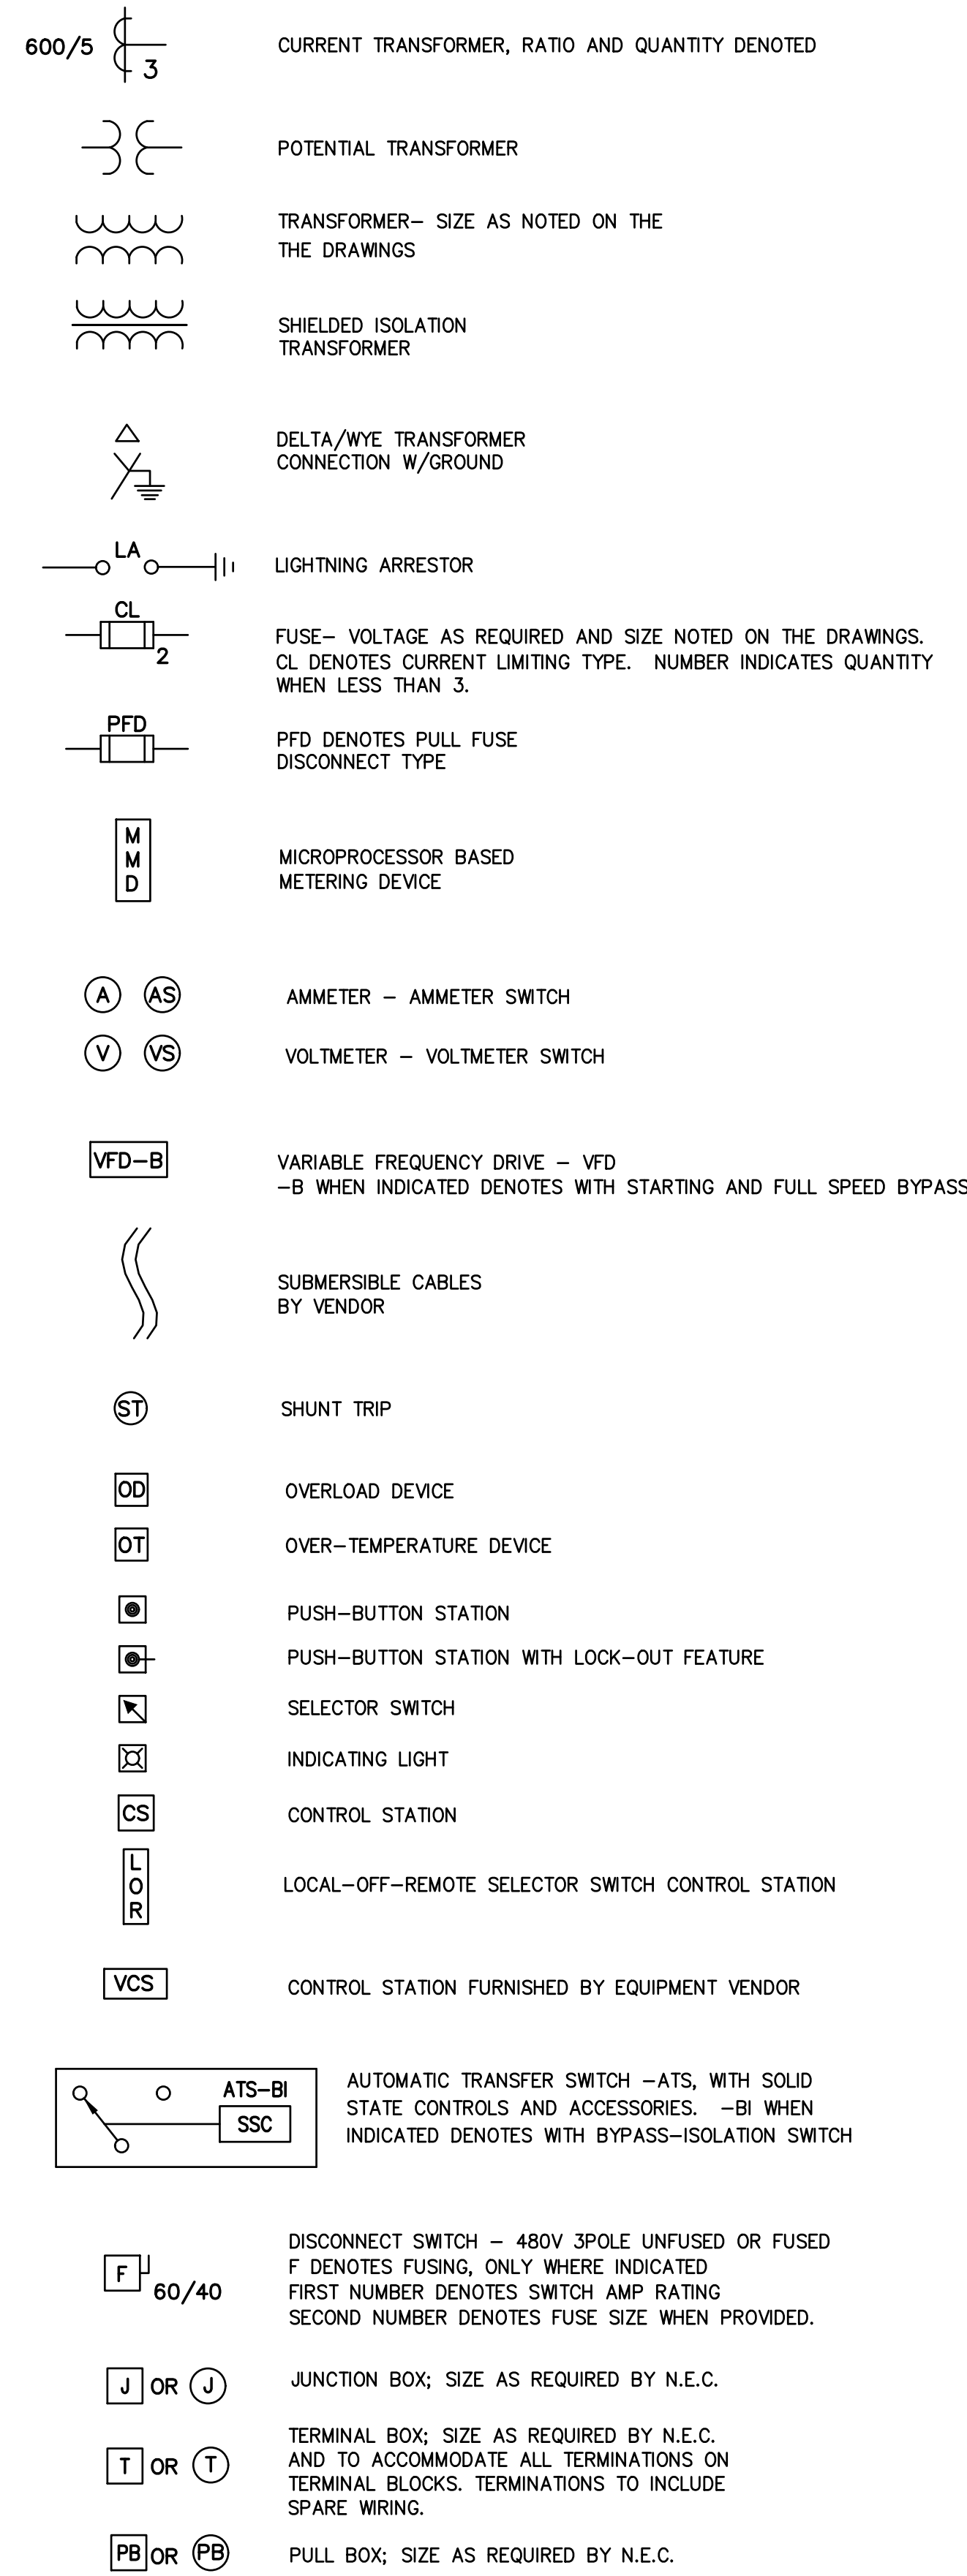 600/5
3
CURRENT TRANSFORMER, RATIO AND QUANTITY DENOTED
POTENTIAL TRANSFORMER
TRANSFORMER– SIZE AS NOTED ON THE
THE DRAWINGS
SHIELDED ISOLATION
TRANSFORMER
DELTA/WYE TRANSFORMER
CONNECTION W/GROUND
LA
LIGHTNING ARRESTOR
CL
2
FUSE– VOLTAGE AS REQUIRED AND SIZE NOTED ON THE DRAWINGS.
CL DENOTES CURRENT LIMITING TYPE. NUMBER INDICATES QUANTITY
WHEN LESS THAN 3.
PFD
PFD DENOTES PULL FUSE
DISCONNECT TYPE
M
M
D
MICROPROCESSOR BASED
METERING DEVICE
A AS
AMMETER – AMMETER SWITCH
V VS
VOLTMETER – VOLTMETER SWITCH
VFD–B
VARIABLE FREQUENCY DRIVE – VFD
–B WHEN INDICATED DENOTES WITH STARTING AND FULL SPEED BYPASS
SUBMERSIBLE CABLES
BY VENDOR
ST
SHUNT TRIP
OD
OVERLOAD DEVICE
OT
OVER–TEMPERATURE DEVICE
PUSH–BUTTON STATION
PUSH–BUTTON STATION WITH LOCK–OUT FEATURE
SELECTOR SWITCH
INDICATING LIGHT
CS
CONTROL STATION
L
O
R
LOCAL–OFF–REMOTE SELECTOR SWITCH CONTROL STATION
VCS
CONTROL STATION FURNISHED BY EQUIPMENT VENDOR
ATS–BI
SSC
AUTOMATIC TRANSFER SWITCH –ATS, WITH SOLID
STATE CONTROLS AND ACCESSORIES. –BI WHEN
INDICATED DENOTES WITH BYPASS–ISOLATION SWITCH
F
60/40
DISCONNECT SWITCH – 480V 3POLE UNFUSED OR FUSED
F DENOTES FUSING, ONLY WHERE INDICATED
FIRST NUMBER DENOTES SWITCH AMP RATING
SECOND NUMBER DENOTES FUSE SIZE WHEN PROVIDED.
J OR J
JUNCTION BOX; SIZE AS REQUIRED BY N.E.C.
T OR T
TERMINAL BOX; SIZE AS REQUIRED BY N.E.C.
AND TO ACCOMMODATE ALL TERMINATIONS ON
TERMINAL BLOCKS. TERMINATIONS TO INCLUDE
SPARE WIRING.
PB OR PB
PULL BOX; SIZE AS REQUIRED BY N.E.C.